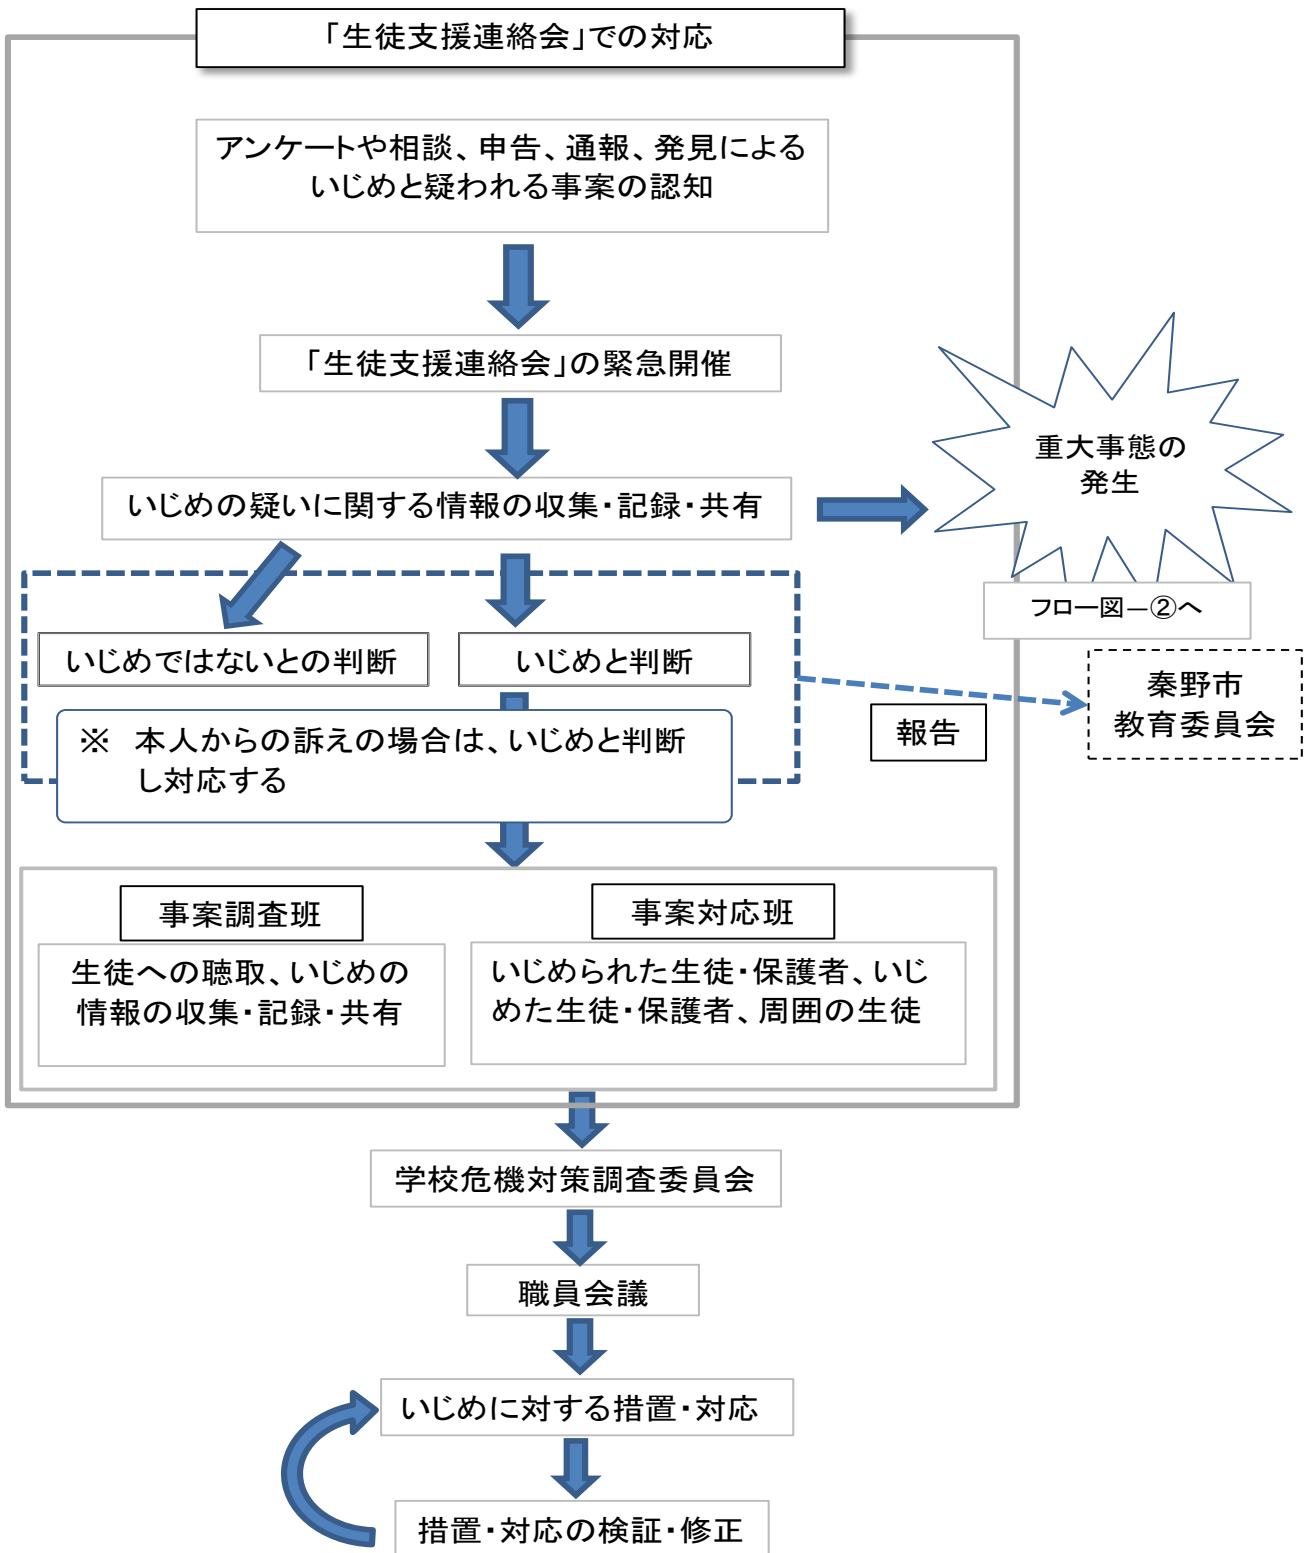 「生徒支援連絡会」での対応
アンケートや相談、申告、通報、発見による
いじめと疑われる事案の認知
「生徒支援連絡会」の緊急開催
いじめの疑いに関する情報の収集・記録・共有
重大事態の
発生
フロー図―②へ
いじめではないとの判断
いじめと判断
※　本人からの訴えの場合は、いじめと判断
し対応する
報告
秦野市
教育委員会
事案調査班
生徒への聴取、いじめの
情報の収集・記録・共有
事案対応班
いじめられた生徒・保護者、いじ
めた生徒・保護者、周囲の生徒
学校危機対策調査委員会
職員会議
いじめに対する措置・対応
措置・対応の検証・修正